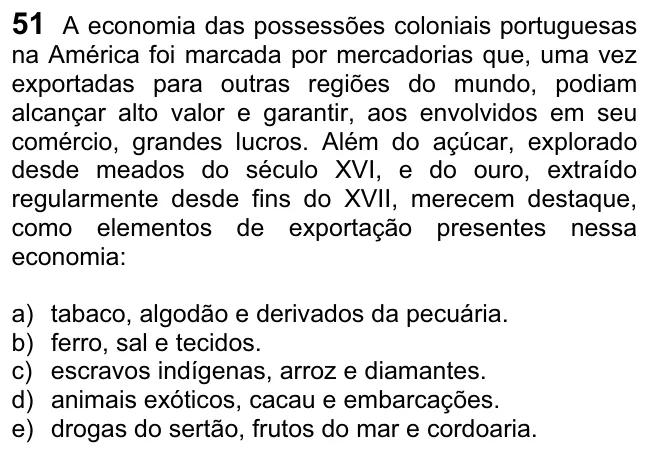 51 A economia das possessões coloniais portuguesas
na América foi marcada por mercadorias que, uma vez
exportadas para outras regiões do mundo, podiam
alcançar alto valor e garantir, aos envolvidos em seu
comércio, grandes lucros. Além do açúcar, explorado
desde meados do século XVI, e do ouro, extraído
regularmente desde fins do XVII, merecem destaque,
como elementos de exportação presentes nessa
economia:
a) tabaco, algodão e derivados da pecuária.
b) ferro, sal e tecidos.
c) escravos indígenas, arroz e diamantes.
d) animais exóticos, cacau e embarcações.
e) drogas do sertão, frutos do mar e cordoaria.